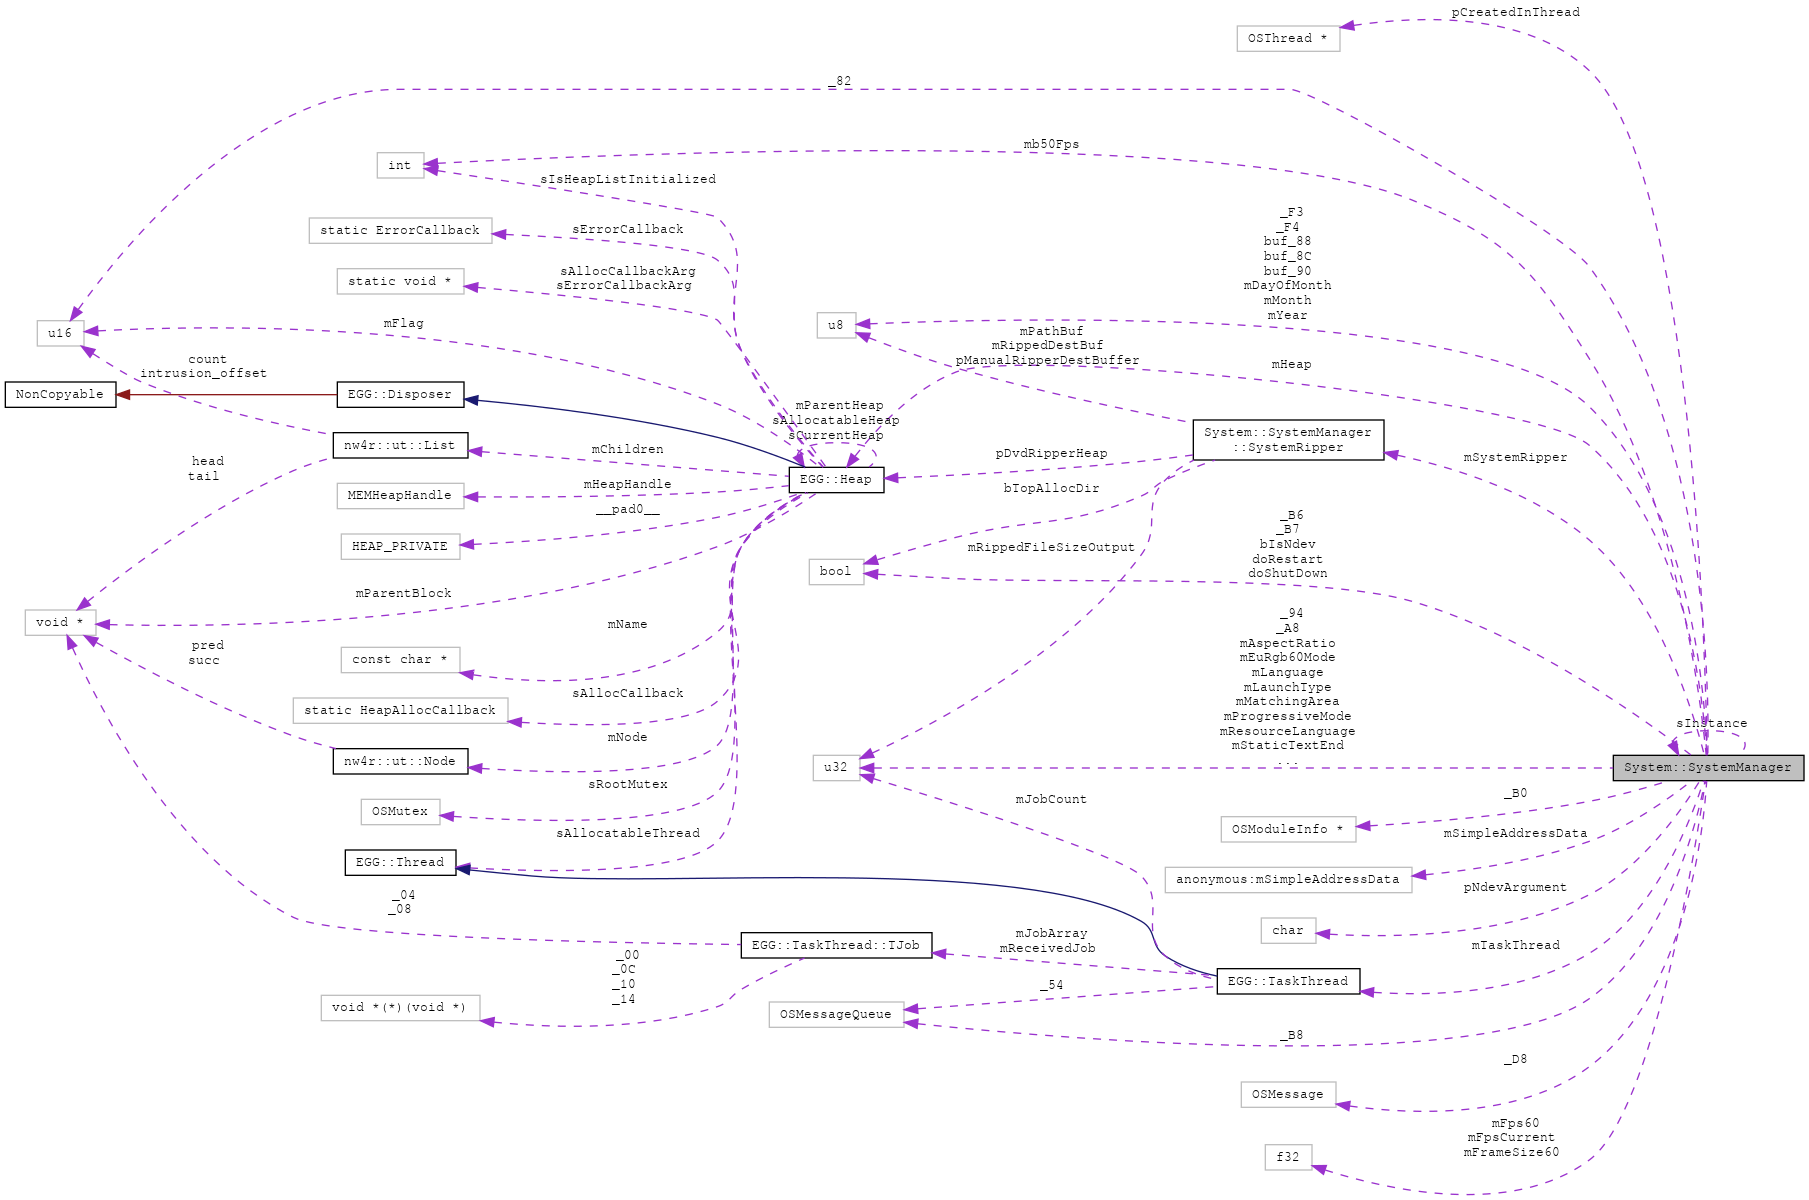 pCreatedInThread
OSThread *
_82
mb50Fps
int
sIsHeapListInitialized
_F3
_F4
buf_88
buf_8C
buf_90
mDayOfMonth
mMonth
mYear
static ErrorCallback
sErrorCallback
sAllocCallbackArg
sErrorCallbackArg
static void *
u16
mFlag
u8
mPathBuf
mRippedDestBuf
pManualRipperDestBuffer
count
intrusion_offset
mHeap
NonCopyable
EGG::Disposer
mParentHeap
sAllocatableHeap
sCurrentHeap
System::SystemManager
::SystemRipper
nw4r::ut::List
mChildren
pDvdRipperHeap
mSystemRipper
head
tail
EGG::Heap
mHeapHandle
MEMHeapHandle
bTopAllocDir
__pad0__
_B6
_B7
bIsNdev
doRestart
doShutDown
HEAP_PRIVATE
mRippedFileSizeOutput
bool
mParentBlock
void *
mName
_94
_A8
mAspectRatio
mEuRgb60Mode
mLanguage
mLaunchType
mMatchingArea
mProgressiveMode
mResourceLanguage
mStaticTextEnd
...
pred
succ
const char *
sAllocCallback
static HeapAllocCallback
mNode
sInstance
nw4r::ut::Node
u32
System::SystemManager
sRootMutex
mJobCount
_B0
OSMutex
OSModuleInfo *
sAllocatableThread
mSimpleAddressData
EGG::Thread
anonymous:mSimpleAddressData
pNdevArgument
_04
_08
char
mJobArray
mReceivedJob
EGG::TaskThread::TJob
mTaskThread
_00
_0C
_10
_14
EGG::TaskThread
_54
void *(*)(void *)
OSMessageQueue
_B8
_D8
OSMessage
mFps60
mFpsCurrent
mFrameSize60
f32